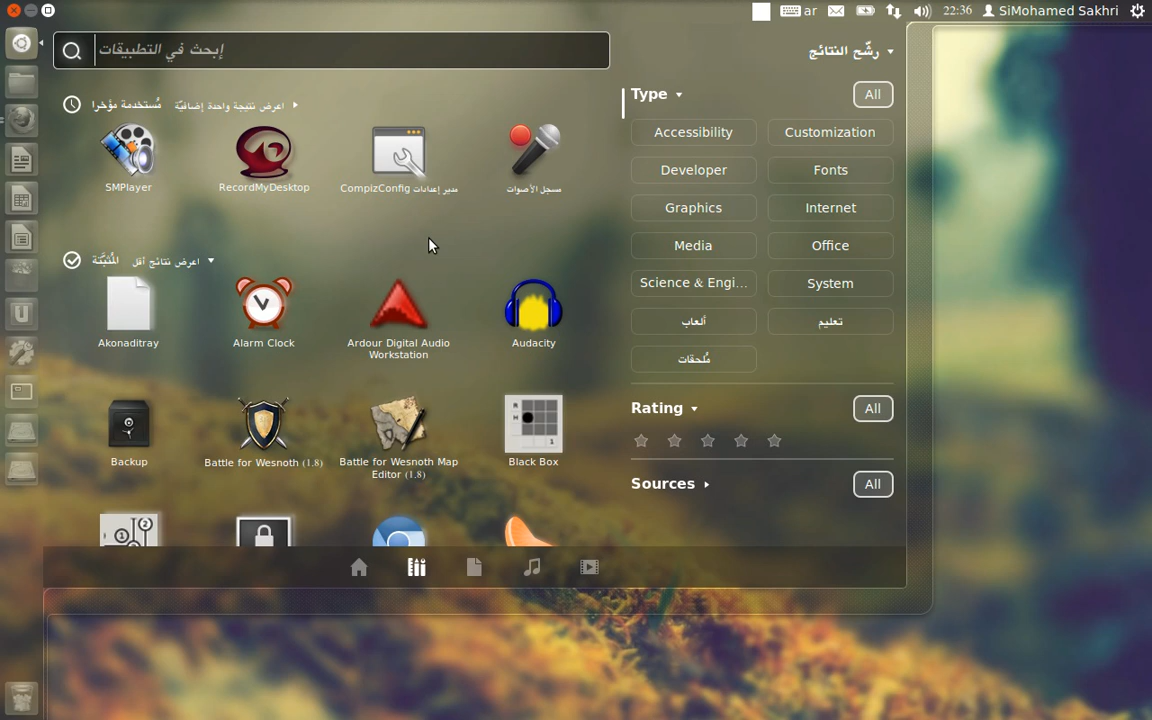 ar
22:36
SiMohamed Sakhri
إبحث في التطبيقات
رشّح النتائج
مُستخدمة مؤخرا
اعرض نتيجة واحدة إضافيّة
SMPlayer
RecordMyDesktop
مدير إعدادات CompizConfig
مسجل الأصوات
المُثبّتة
اعرض نتائج أقل
Akonaditray
Alarm Clock
Ardour Digital Audio
Workstation
Audacity
Backup
Battle for Wesnoth (1.8)
Battle for Wesnoth Map
Editor (1.8)
Black Box
Type
All
Accessibility
Customization
Developer
Fonts
Graphics
Internet
Media
Office
Science & Engi...
System
ألعاب
تعليم
مُلحقات
Rating
All
Sources
All